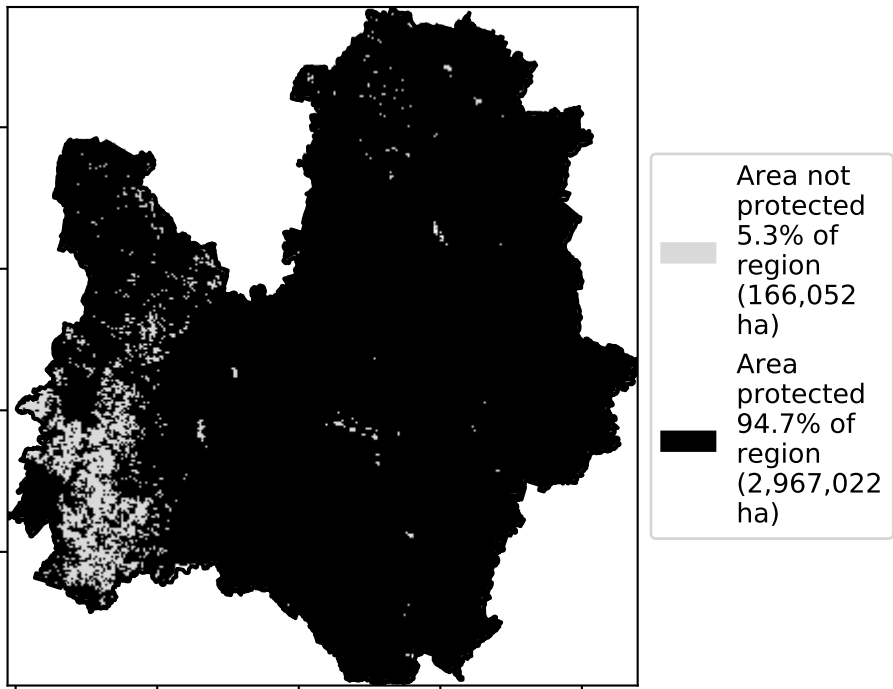 Area not
protected
5.3% of
region
(166,052
ha)
Area
protected
94.7% of
region
(2,967,022
ha)